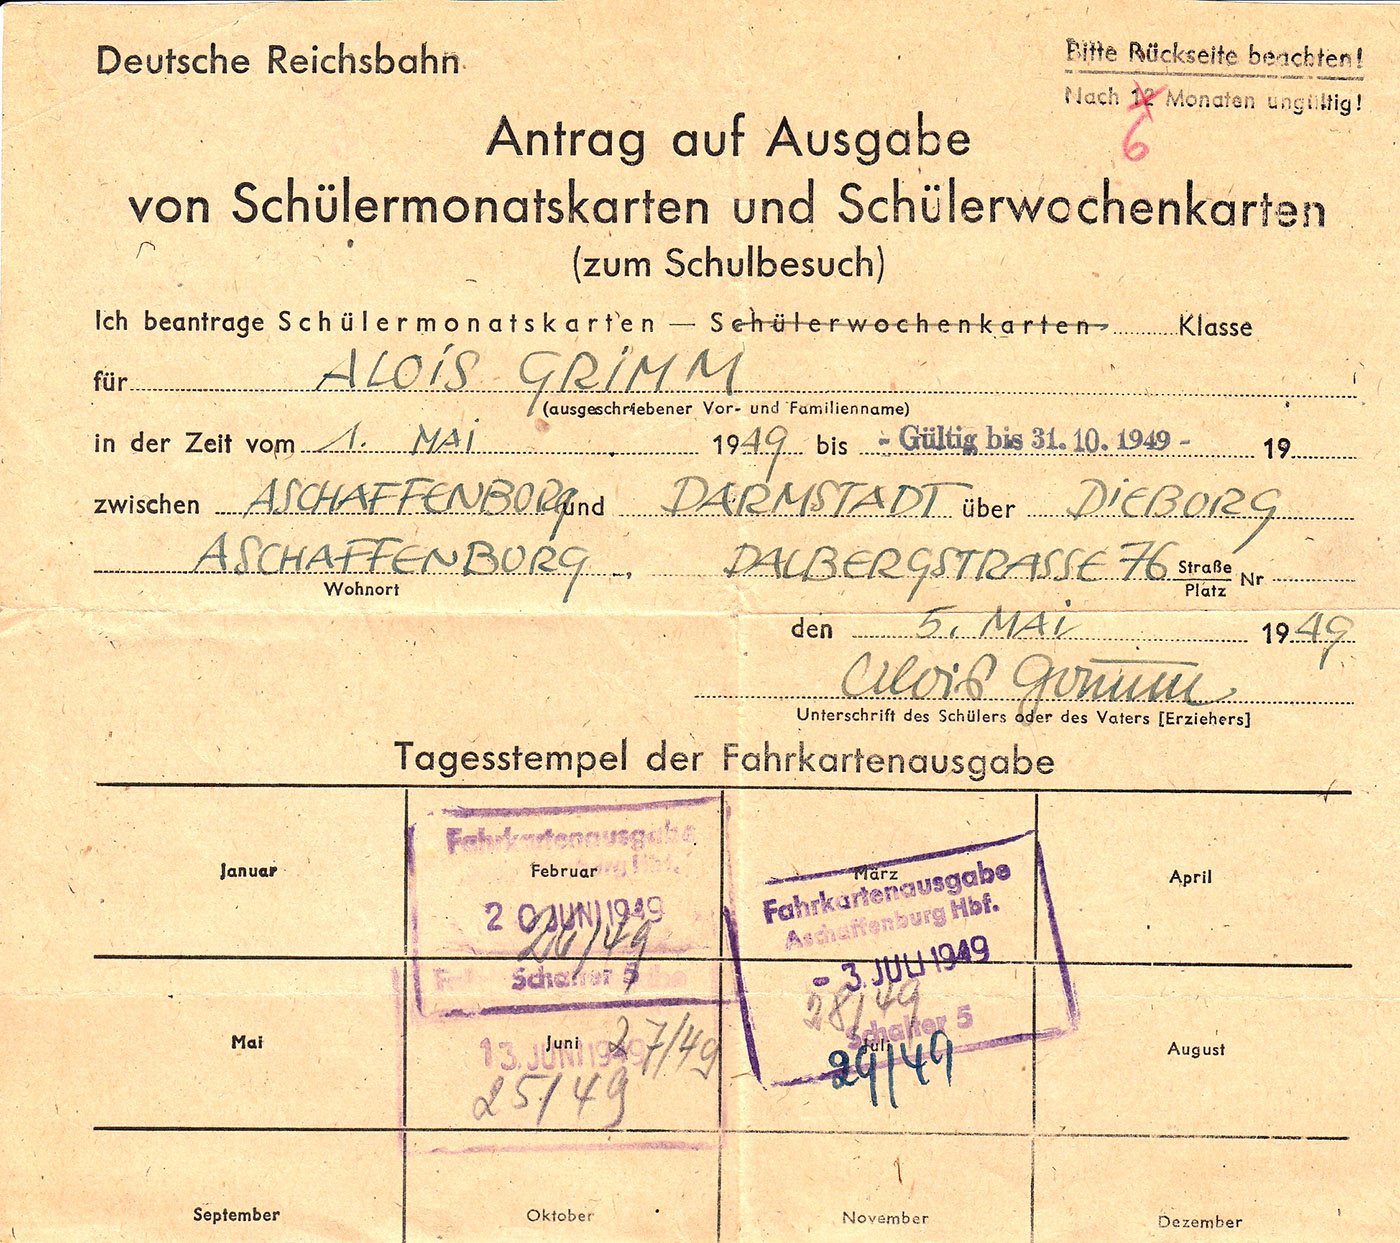 Deutsche Reichsbahn
Bitte Rückseite beachten!
Nach 12 Monaten ungültig!
6
Antrag auf Ausgabe
von Schülermonatskarten und Schülerwochenkarten
(zum Schulbesuch)
Ich beantrage Schülermonatskarten — Schülerwochenkarten Klasse
für ALOIS GRIMM
(ausgeschriebener Vor- und Familienname)
in der Zeit vom 1. MAI 1949 bis - Gültig bis 31. 10. 1949 - 19
zwischen ASCHAFFENBURG und DARMSTADT über DIEBURG
ASCHAFFENBURG, DALBERGSTRASSE 76 Straße Nr
Wohnort Platz
den 5. MAI 1949
Alois Grimm
Unterschrift des Schülers oder des Vaters [Erziehers]
Tagesstempel der Fahrkartenausgabe
Januar
Fahrkartenausgabe
Februar
20 JUNI 1949
26/49
Schalter 5
März
Fahrkartenausgabe
Aschaffenburg Hbf.
- 3. JULI 1949
28/49
Schalter 5
April
Mai
Juni
13. JUNI 1949
27/49
25/49
Juli
29/49
August
September
Oktober
November
Dezember